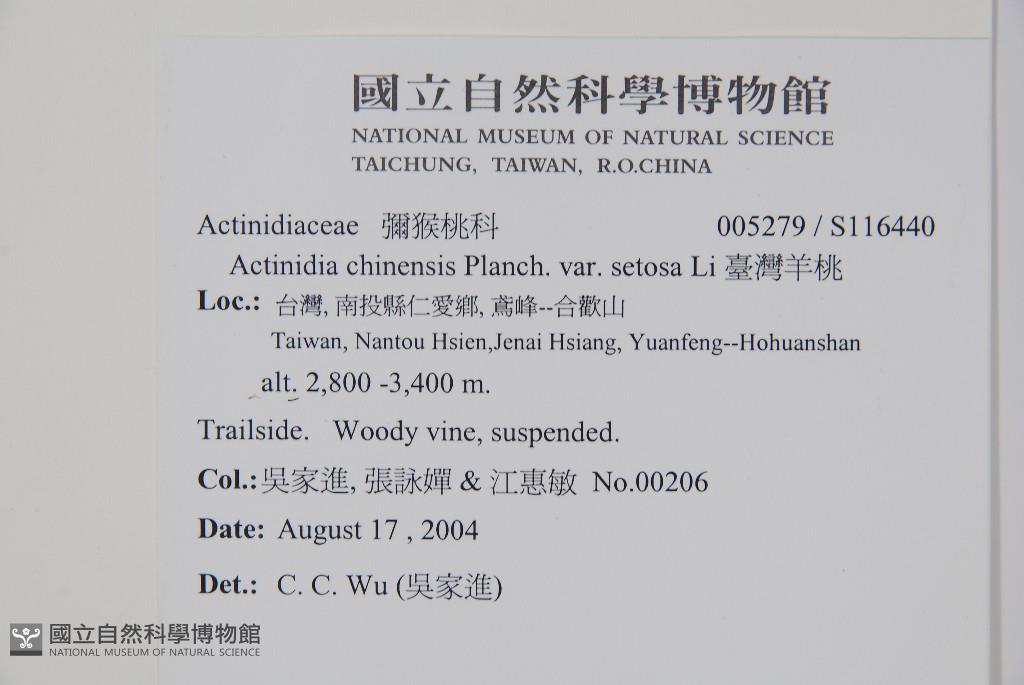 國立自然科學博物館
NATIONAL MUSEUM OF NATURAL SCIENCE
TAICHUNG, TAIWAN, R.O.CHINA
Actinidiaceae 彌猴桃科 005279 / S116440
Actinidia chinensis Planch. var. setosa Li 臺灣羊桃
Loc.: 台灣, 南投縣仁愛鄉, 鳶峰--合歡山
Taiwan, Nantou Hsien,Jenai Hsiang, Yuanfeng--Hohuanshan
alt. 2,800 -3,400 m.
Trailside. Woody vine, suspended.
Col.:吳家進, 張詠嬋 & 江惠敏 No.00206
Date: August 17 , 2004
Det.: C. C. Wu (吳家進)
國立自然科學博物館
NATIONAL MUSEUM OF NATURAL SCIENCE